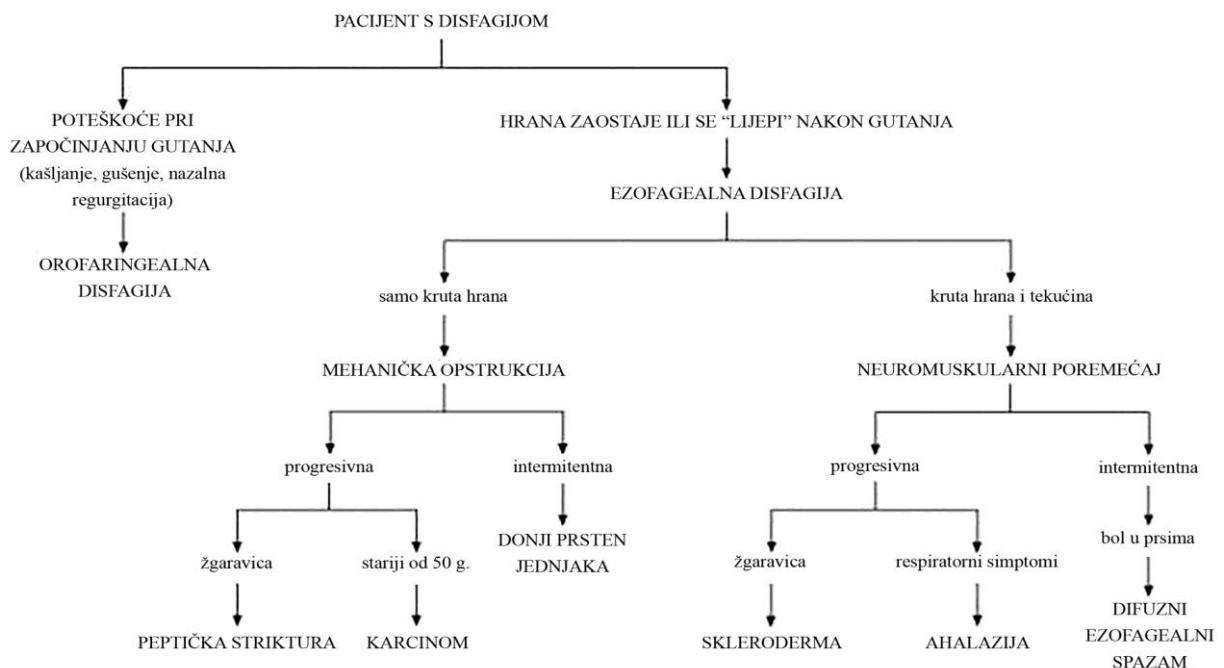 PACIJENT S DISFAGIJOM
POTEŠKOĆE PRI
ZAPOČINJANJU GUTANJA
(kašljanje, gušenje, nazalna
regurgitacija)
HRANA ZAOSTAJE ILI SE “LIJEPI” NAKON GUTANJA
OROFARINGEALNA
DISFAGIJA
EZOFAGEALNA DISFAGIJA
samo kruta hrana
kruta hrana i tekućina
MEHANIČKA OPSTRUKCIJA
NEUROMUSKULARNI POREMEĆAJ
progresivna
intermitentna
progresivna
intermitentna
žgaravica
stariji od 50 g.
DONJI PRSTEN
JEDNJAKA
žgaravica
respiratorni simptomi
bol u prsima
PEPTIČKA STRIKTURA
KARCINOM
SKLERODERMA
AHALAZIJA
DIFUZNI
EZOFAGEALNI
SPAZAM